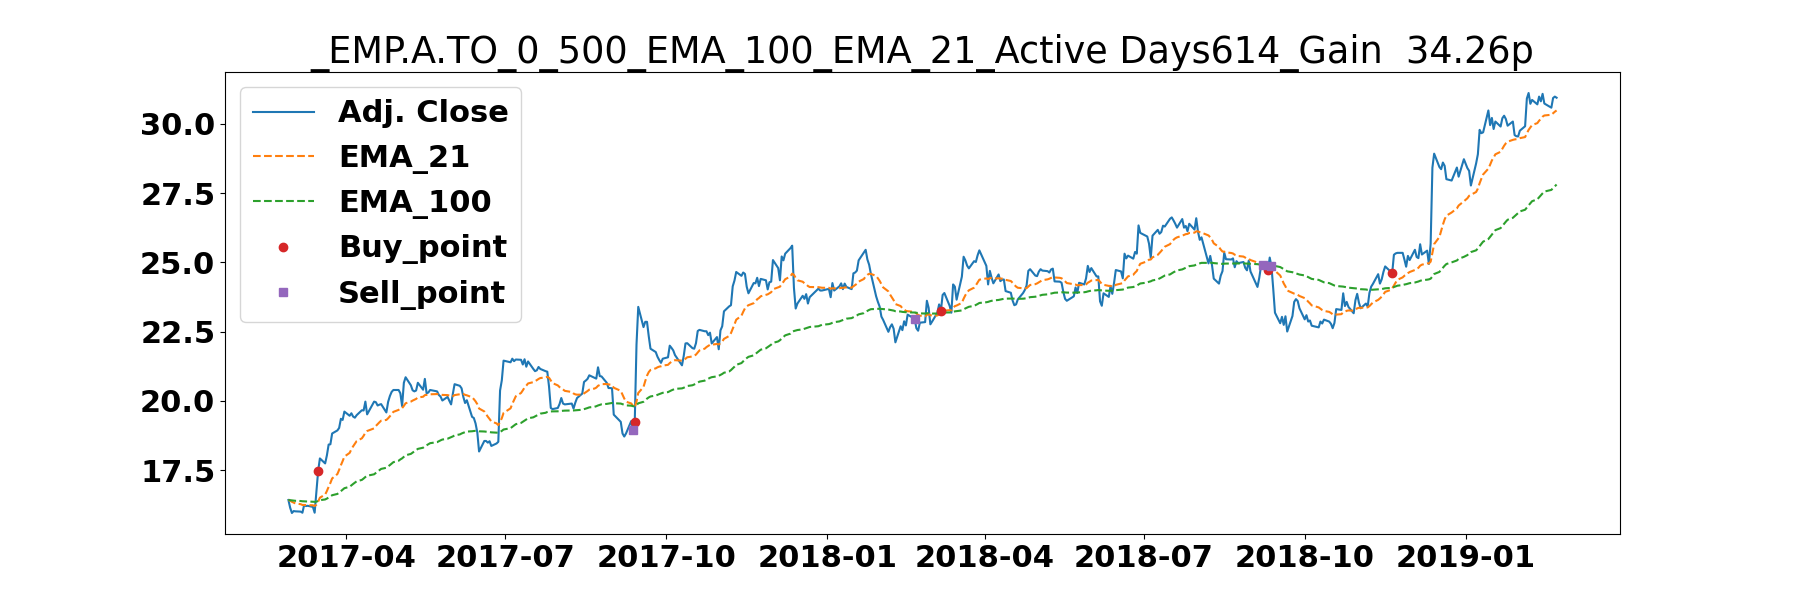 _EMP.A.TO_0_500_EMA_100_EMA_21_Active Days614_Gain  34.26p
Adj. Close
EMA_21
EMA_100
Buy_point
Sell_point
30.0
27.5
25.0
22.5
20.0
17.5
2017-04 2017-07 2017-10 2018-01 2018-04 2018-07 2018-10 2019-01